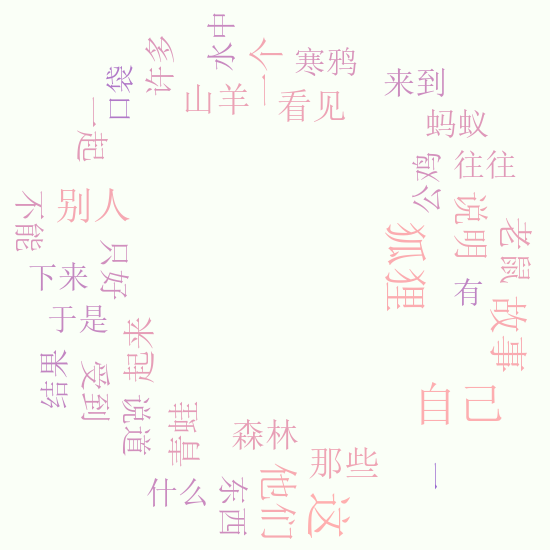 水中
一个
许多
寒鸦
口袋
山羊
看见
来到
蚂蚁
一起
公鸡
往往
别人
不能
说明
老鼠
狐狸
只好
下来
有
于是
故事
起来
结果
受到
自己
说道
青蛙
森林
那些
什么
东西
他们
这
一